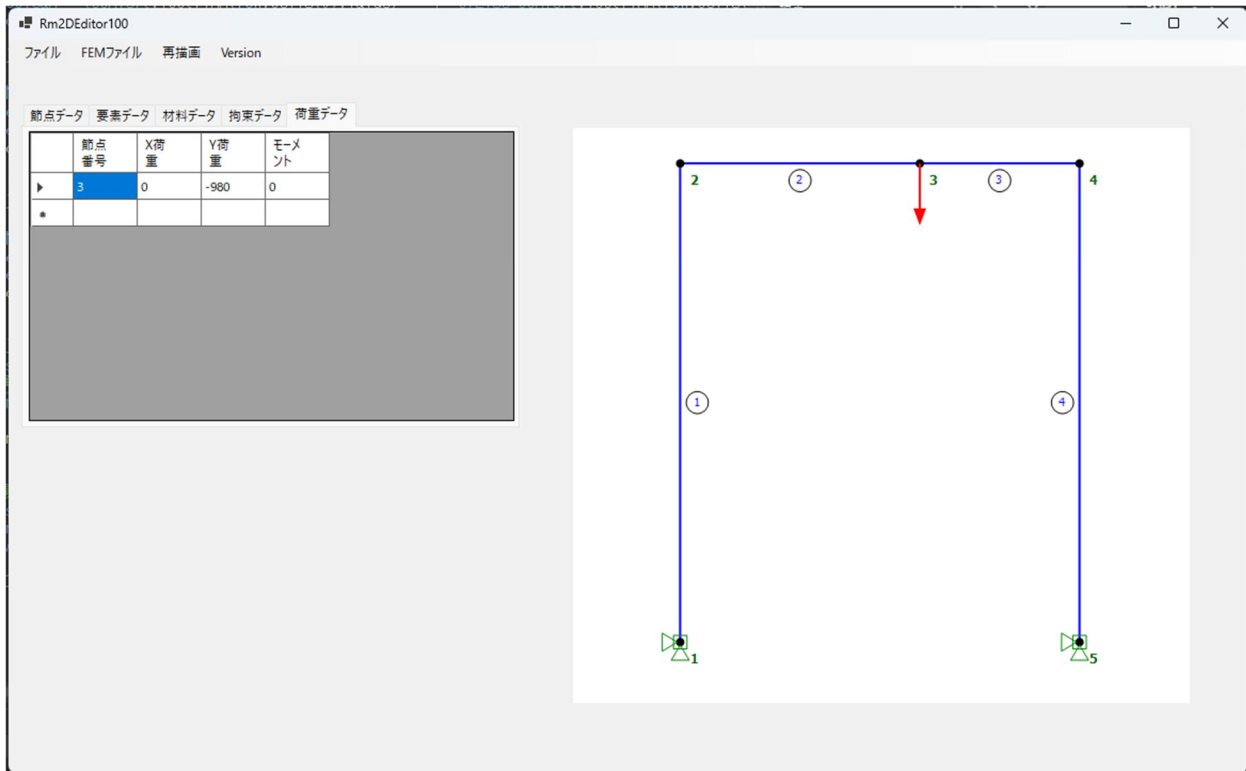 Rm2DEditor100
ファイル FEMファイル 再描画 Version
節点データ 要素データ 材料データ 拘束データ 荷重データ
節点番号 X荷重 Y荷重 モーメント
3 0 -980 0
2 ② 3 ③ 4
① ④
1 5